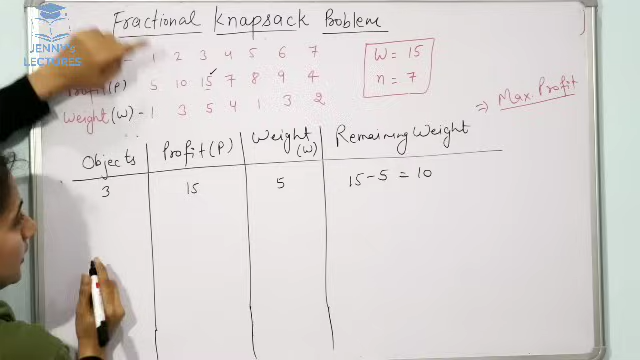 JENNY's
LECTURES
Fractional Knapsack Problem
1 2 3 4 5 6 7
Profit(P) 5 10 15 7 8 9 4
Weight(W) - 1 3 5 4 1 3 2
W = 15
n = 7
⇒ Max. Profit
Objects Profit(P) Weight(W) Remaining Weight
3 15 5 15 - 5 = 10